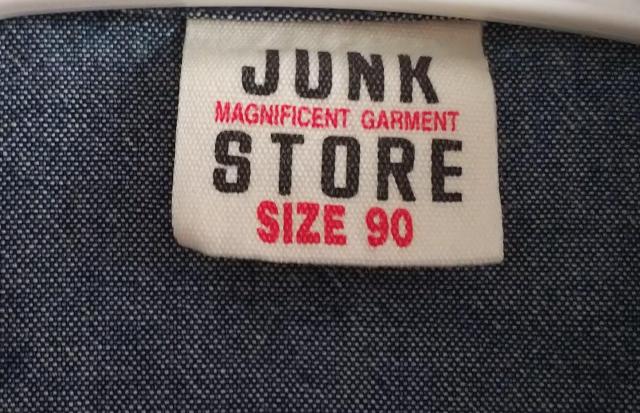 JUNK
MAGNIFICENT GARMENT
STORE
SIZE 90